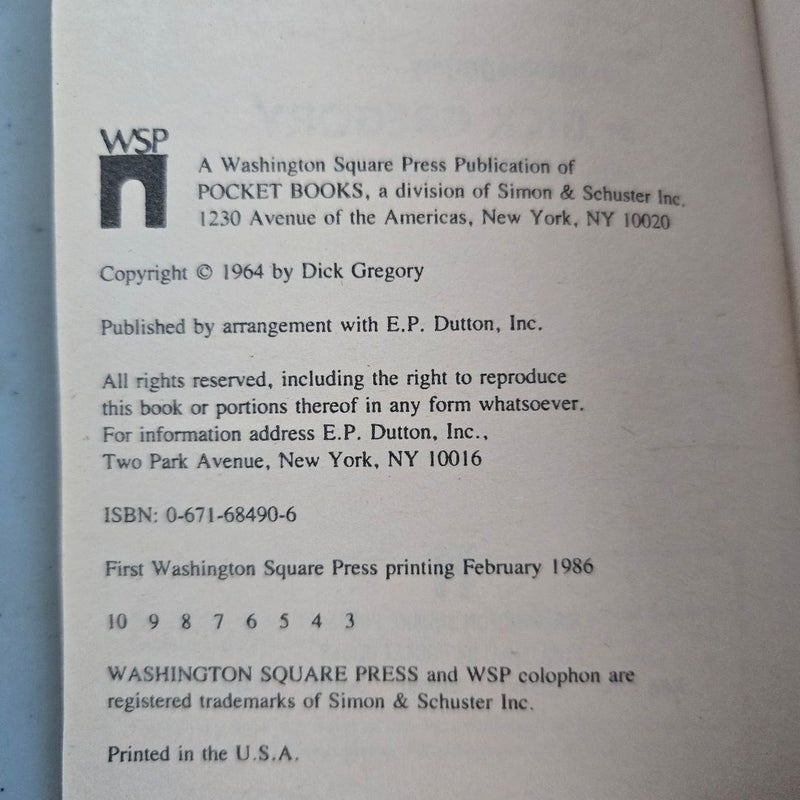 WSP
A Washington Square Press Publication of
POCKET BOOKS, a division of Simon & Schuster Inc.
1230 Avenue of the Americas, New York, NY 10020
Copyright © 1964 by Dick Gregory
Published by arrangement with E.P. Dutton, Inc.
All rights reserved, including the right to reproduce
this book or portions thereof in any form whatsoever.
For information address E.P. Dutton, Inc.,
Two Park Avenue, New York, NY 10016
ISBN: 0-671-68490-6
First Washington Square Press printing February 1986
10 9 8 7 6 5 4 3
WASHINGTON SQUARE PRESS and WSP colophon are
registered trademarks of Simon & Schuster Inc.
Printed in the U.S.A.